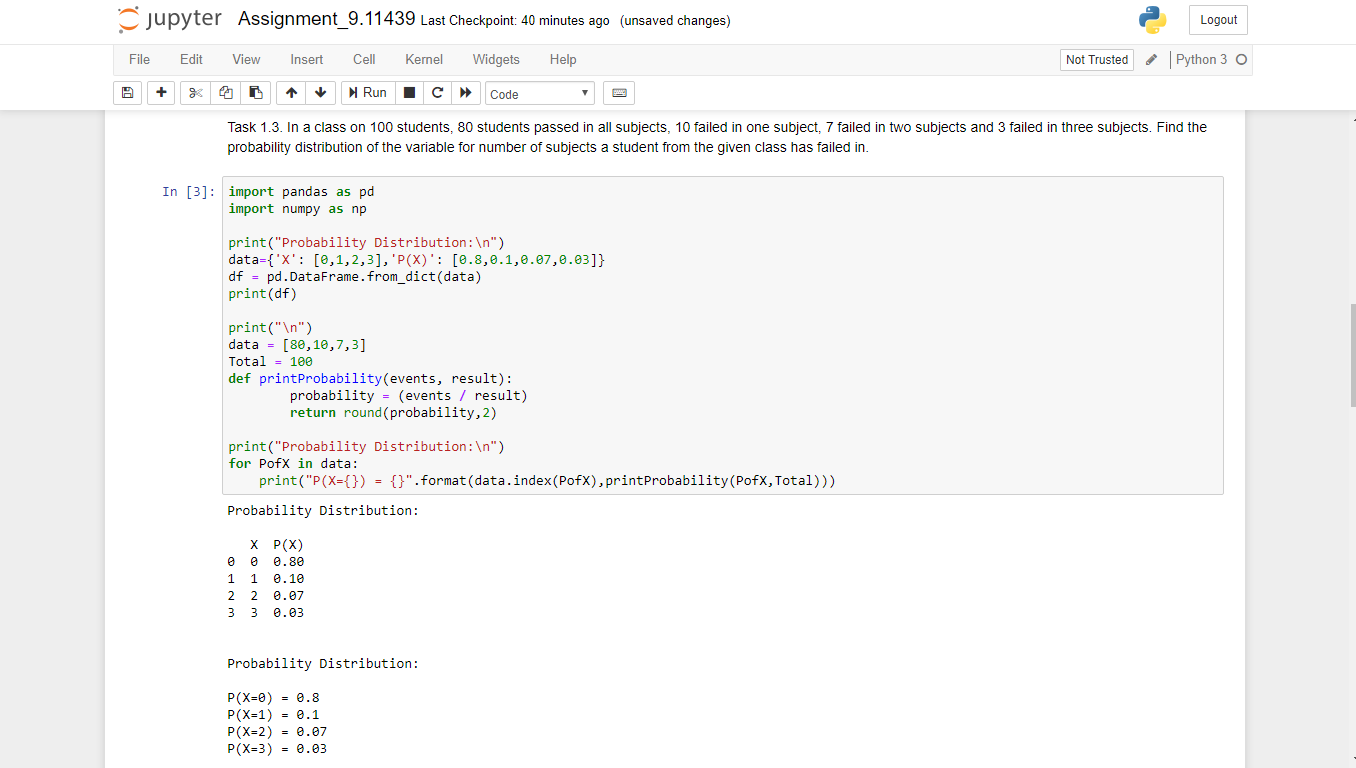 jupyter Assignment_9.11439 Last Checkpoint: 40 minutes ago (unsaved changes)
Logout
File Edit View Insert Cell Kernel Widgets Help
Not Trusted Python 3
Run Code
Task 1.3. In a class on 100 students, 80 students passed in all subjects, 10 failed in one subject, 7 failed in two subjects and 3 failed in three subjects. Find the
probability distribution of the variable for number of subjects a student from the given class has failed in.
In [3]: import pandas as pd
import numpy as np
print("Probability Distribution:\n")
data={'X': [0,1,2,3],'P(X)': [0.8,0.1,0.07,0.03]}
df = pd.DataFrame.from_dict(data)
print(df)
print("\n")
data = [80,10,7,3]
Total = 100
def printProbability(events, result):
        probability = (events / result)
        return round(probability,2)
print("Probability Distribution:\n")
for PofX in data:
    print("P(X={}) = {}".format(data.index(PofX),printProbability(PofX,Total)))
Probability Distribution:
   X  P(X)
0  0  0.80
1  1  0.10
2  2  0.07
3  3  0.03
Probability Distribution:
P(X=0) = 0.8
P(X=1) = 0.1
P(X=2) = 0.07
P(X=3) = 0.03